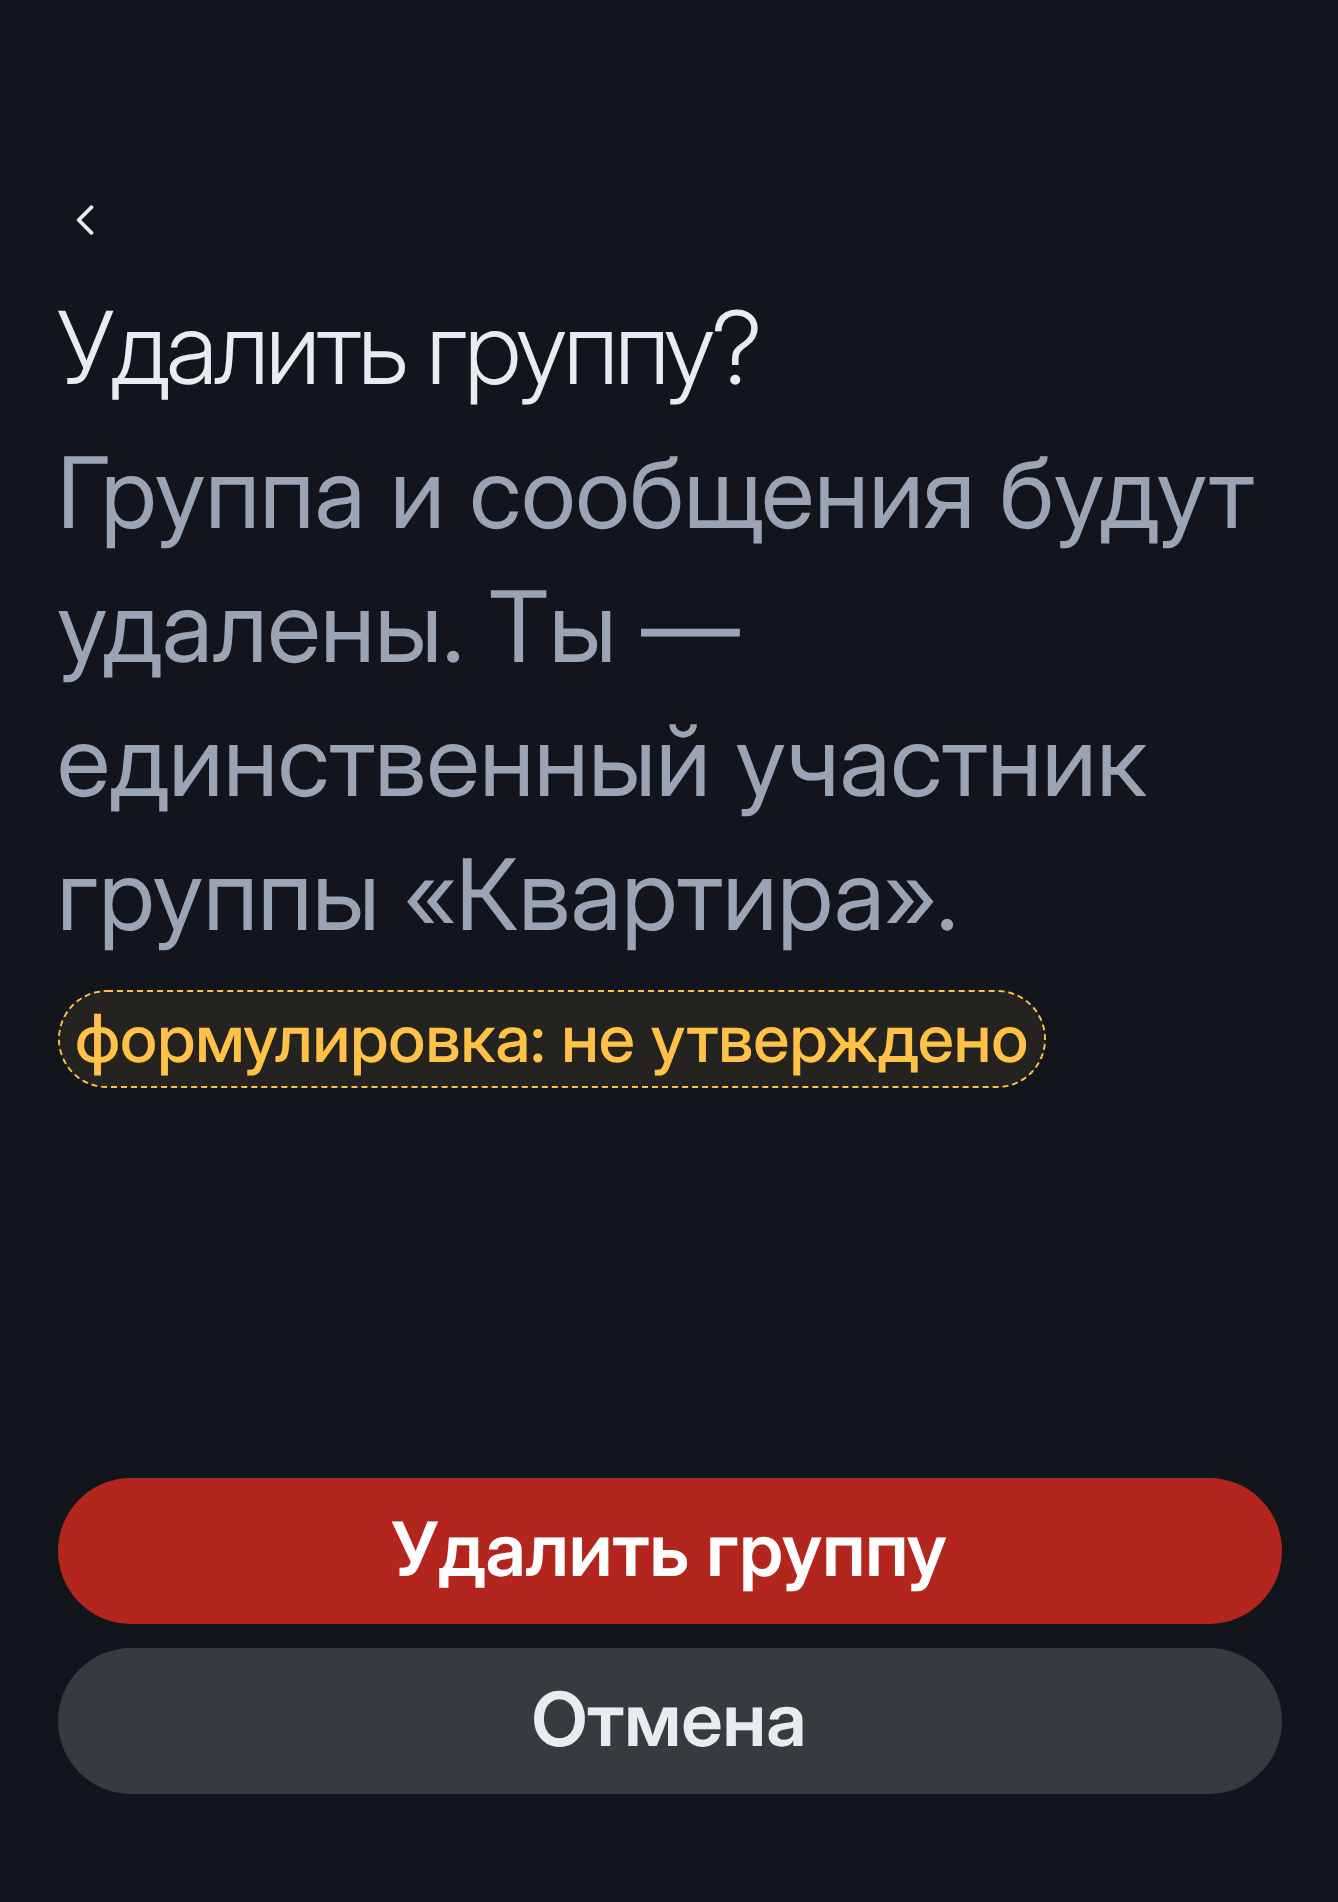 Удалить группу?
Группа и сообщения будут
удалены. Ты —
единственный участник
группы «Квартира».
формулировка: не утверждено
Удалить группу
Отмена